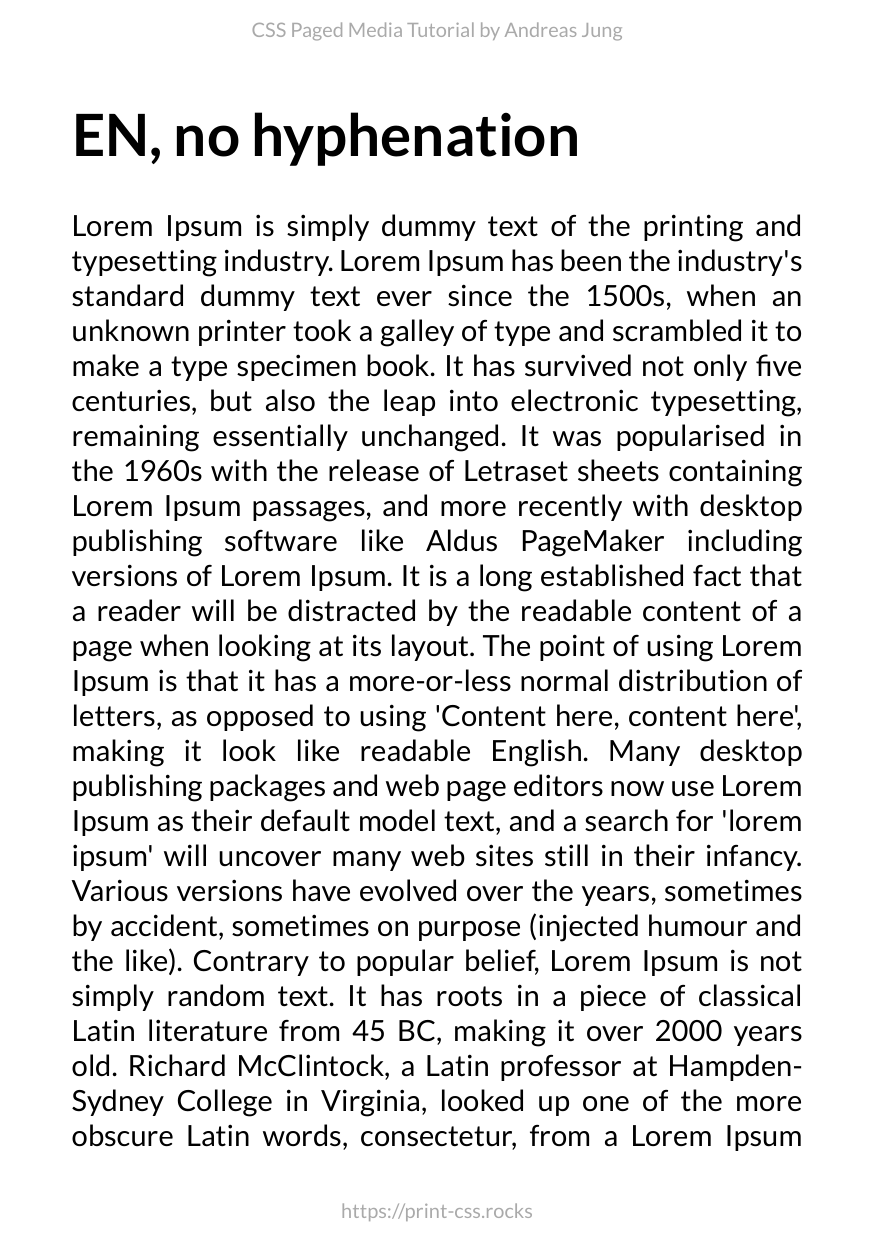 CSS Paged Media Tutorial by Andreas Jung
EN, no hyphenation
Lorem Ipsum is simply dummy text of the printing and
typesetting industry. Lorem Ipsum has been the industry's
standard dummy text ever since the 1500s, when an
unknown printer took a galley of type and scrambled it to
make a type specimen book. It has survived not only five
centuries, but also the leap into electronic typesetting,
remaining essentially unchanged. It was popularised in
the 1960s with the release of Letraset sheets containing
Lorem Ipsum passages, and more recently with desktop
publishing software like Aldus PageMaker including
versions of Lorem Ipsum. It is a long established fact that
a reader will be distracted by the readable content of a
page when looking at its layout. The point of using Lorem
Ipsum is that it has a more-or-less normal distribution of
letters, as opposed to using 'Content here, content here',
making it look like readable English. Many desktop
publishing packages and web page editors now use Lorem
Ipsum as their default model text, and a search for 'lorem
ipsum' will uncover many web sites still in their infancy.
Various versions have evolved over the years, sometimes
by accident, sometimes on purpose (injected humour and
the like). Contrary to popular belief, Lorem Ipsum is not
simply random text. It has roots in a piece of classical
Latin literature from 45 BC, making it over 2000 years
old. Richard McClintock, a Latin professor at Hampden-
Sydney College in Virginia, looked up one of the more
obscure Latin words, consectetur, from a Lorem Ipsum
https://print-css.rocks